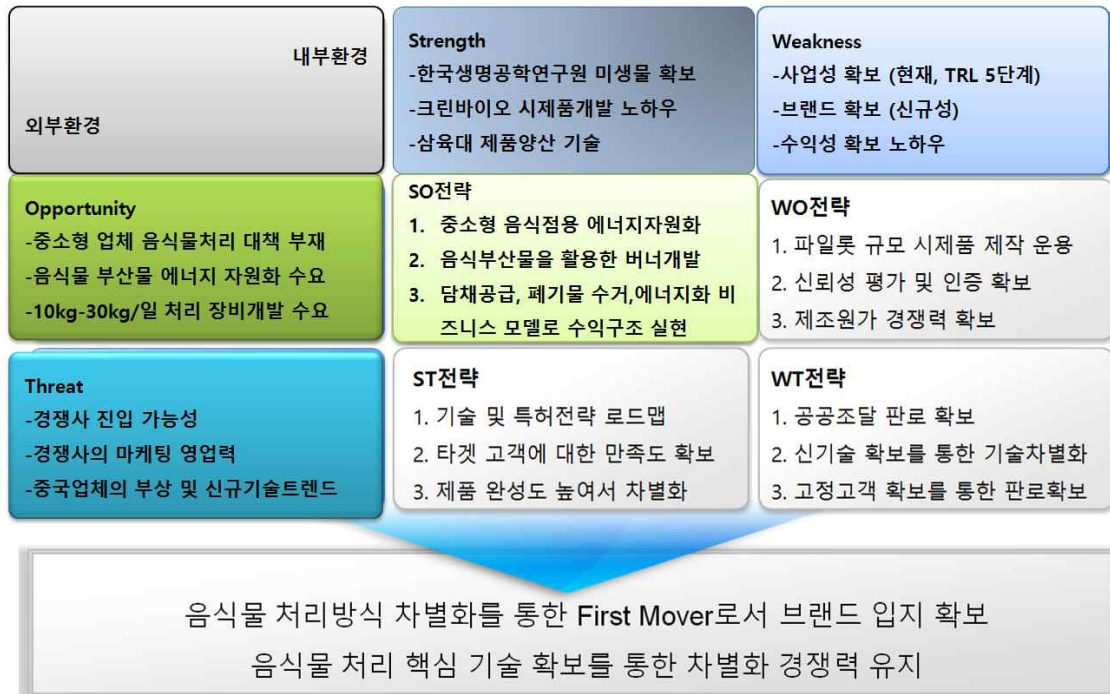 내부환경
외부환경
Strength
-한국생명공학연구원 미생물 확보
-크린바이오 시제품개발 노하우
-삼육대 제품양산 기술
Weakness
-사업성 확보 (현재, TRL 5단계)
-브랜드 확보 (신규성)
-수익성 확보 노하우
Opportunity
-중소형 업체 음식물처리 대책 부재
-음식물 부산물 에너지 자원화 수요
-10kg-30kg/일 처리 장비개발 수요
SO전략
1. 중소형 음식점용 에너지자원화
2. 음식부산물을 활용한 버너개발
3. 담채공급, 폐기물 수거,에너지화 비
즈니스 모델로 수익구조 실현
WO전략
1. 파일롯 규모 시제품 제작 운용
2. 신뢰성 평가 및 인증 확보
3. 제조원가 경쟁력 확보
Threat
-경쟁사 진입 가능성
-경쟁사의 마케팅 영업력
-중국업체의 부상 및 신규기술트렌드
ST전략
1. 기술 및 특허전략 로드맵
2. 타겟 고객에 대한 만족도 확보
3. 제품 완성도 높여서 차별화
WT전략
1. 공공조달 판로 확보
2. 신기술 확보를 통한 기술차별화
3. 고정고객 확보를 통한 판로확보
음식물 처리방식 차별화를 통한 First Mover로서 브랜드 입지 확보
음식물 처리 핵심 기술 확보를 통한 차별화 경쟁력 유지